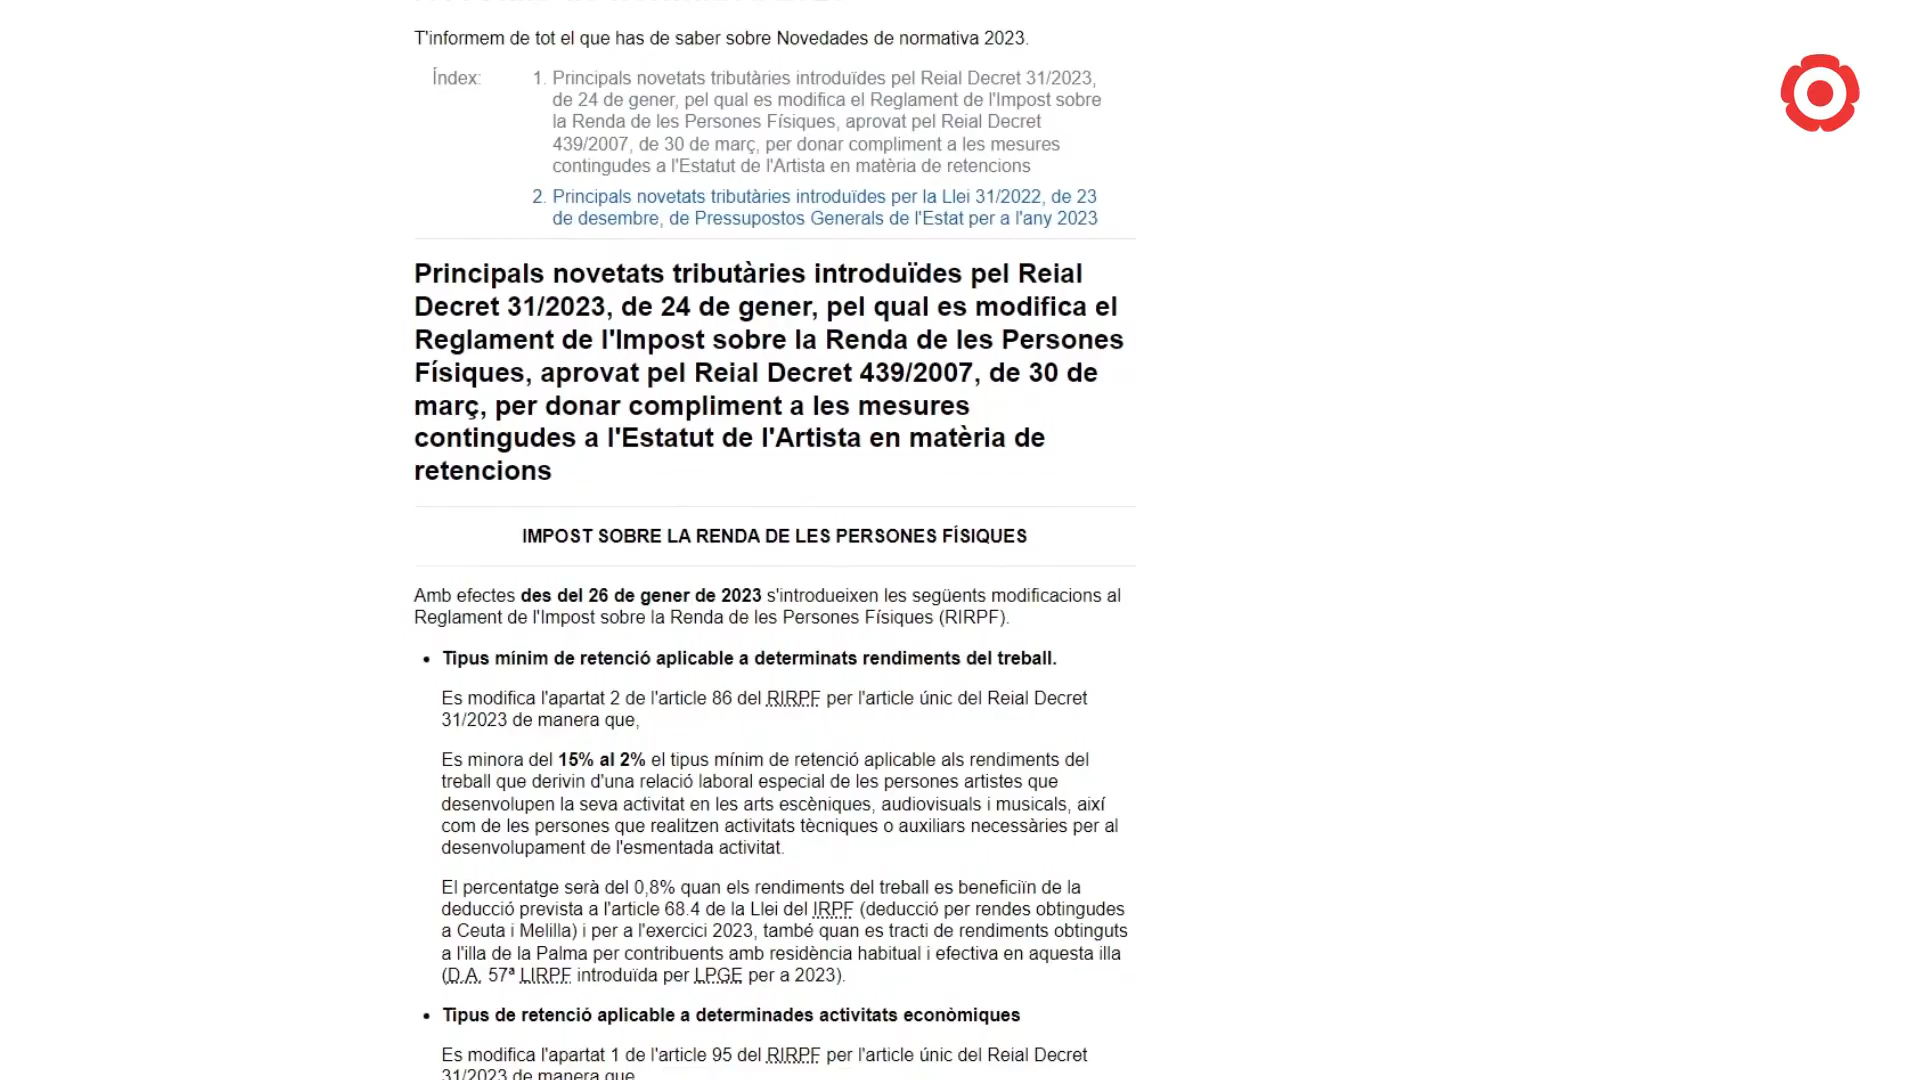 T'informem de tot el que has de saber sobre Novedades de normativa 2023.
Índex:
1. Principals novetats tributàries introduïdes pel Reial Decret 31/2023,
de 24 de gener, pel qual es modifica el Reglament de l'Impost sobre
la Renda de les Persones Físiques, aprovat pel Reial Decret
439/2007, de 30 de març, per donar compliment a les mesures
contingudes a l'Estatut de l'Artista en matèria de retencions
2. Principals novetats tributàries introduïdes per la Llei 31/2022, de 23
de desembre, de Pressupostos Generals de l'Estat per a l'any 2023
Principals novetats tributàries introduïdes pel Reial
Decret 31/2023, de 24 de gener, pel qual es modifica el
Reglament de l'Impost sobre la Renda de les Persones
Físiques, aprovat pel Reial Decret 439/2007, de 30 de
març, per donar compliment a les mesures
contingudes a l'Estatut de l'Artista en matèria de
retencions
IMPOST SOBRE LA RENDA DE LES PERSONES FÍSIQUES
Amb efectes des del 26 de gener de 2023 s'introdueixen les següents modificacions al
Reglament de l'Impost sobre la Renda de les Persones Físiques (RIRPF).
• Tipus mínim de retenció aplicable a determinats rendiments del treball.
Es modifica l'apartat 2 de l'article 86 del RIRPF per l'article únic del Reial Decret
31/2023 de manera que,
Es minora del 15% al 2% el tipus mínim de retenció aplicable als rendiments del
treball que derivin d'una relació laboral especial de les persones artistes que
desenvolupen la seva activitat en les arts escèniques, audiovisuals i musicals, així
com de les persones que realitzen activitats tècniques o auxiliars necessàries per al
desenvolupament de l'esmentada activitat.
El percentatge serà del 0,8% quan els rendiments del treball es beneficiïn de la
deducció prevista a l'article 68.4 de la Llei del IRPF (deducció per rendes obtingudes
a Ceuta i Melilla) i per a l'exercici 2023, també quan es tracti de rendiments obtinguts
a l'illa de la Palma per contribuents amb residència habitual i efectiva en aquesta illa
(D.A. 57ª LIRPF introduïda per LPGE per a 2023).
• Tipus de retenció aplicable a determinades activitats econòmiques
Es modifica l'apartat 1 de l'article 95 del RIRPF per l'article únic del Reial Decret
31/2023 de manera que